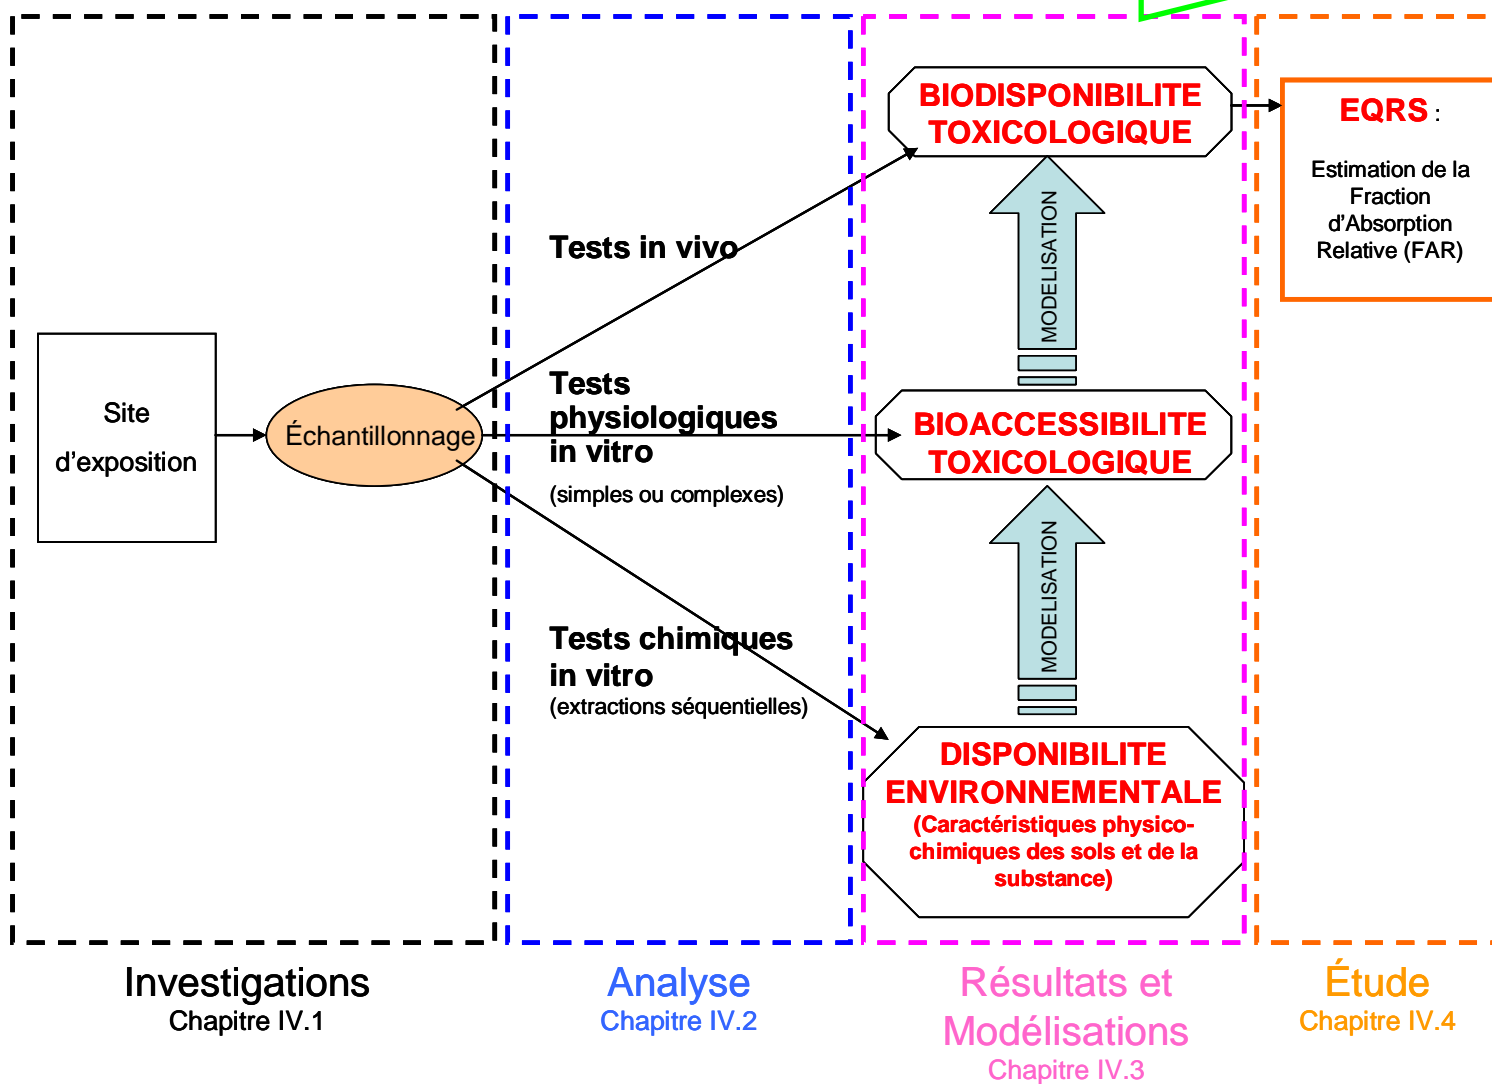 Site
d'exposition
Échantillonnage
Tests in vivo
Tests
physiologiques
in vitro
(simples ou complexes)
Tests chimiques
in vitro
(extractions séquentielles)
BIODISPONIBILITE
TOXICOLOGIQUE
MODELISATION
BIOACCESSIBILITE
TOXICOLOGIQUE
MODELISATION
DISPONIBILITE
ENVIRONNEMENTALE
(Caractéristiques physico-
chimiques des sols et de la
substance)
EQRS :
Estimation de la
Fraction
d'Absorption
Relative (FAR)
Investigations
Chapitre IV.1
Analyse
Chapitre IV.2
Résultats et
Modélisations
Chapitre IV.3
Étude
Chapitre IV.4